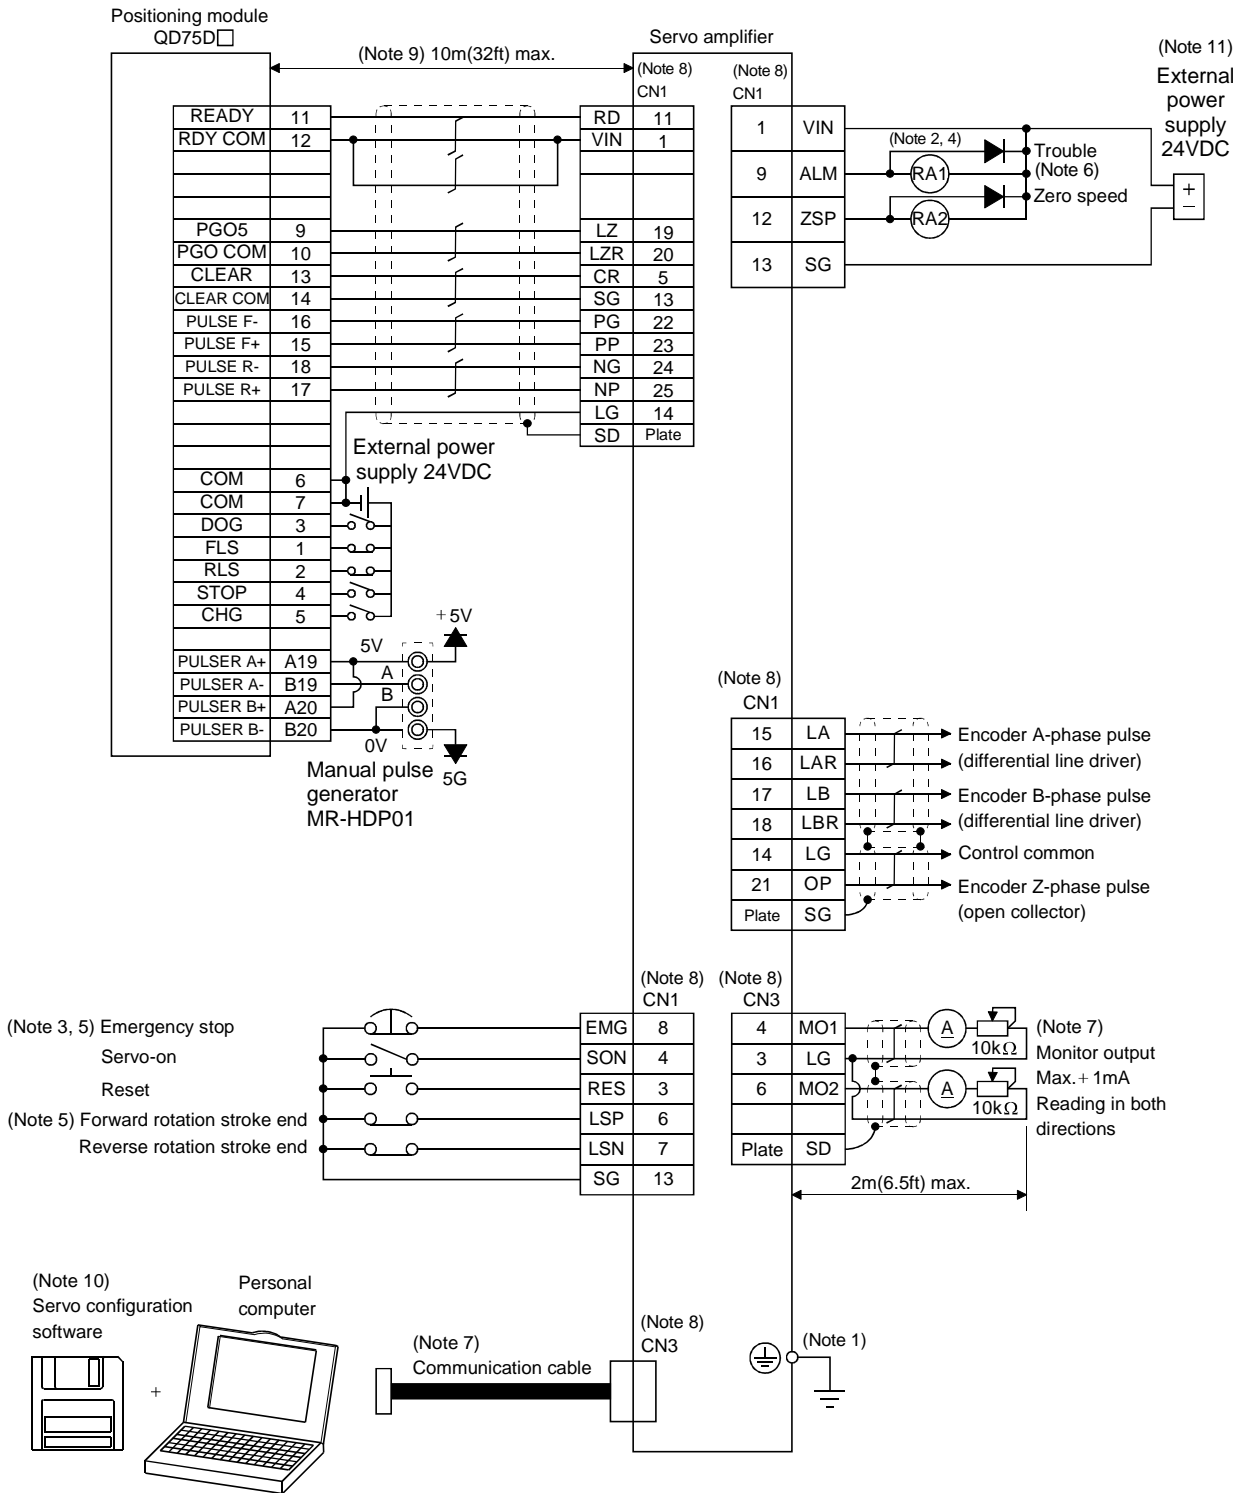 Positioning module
QD75D□
(Note 9) 10m(32ft) max.
Servo amplifier
(Note 8)
CN1
READY 11
RDY COM 12
PGO5 9
PGO COM 10
CLEAR 13
CLEAR COM 14
PULSE F- 16
PULSE F+ 15
PULSE R- 18
PULSE R+ 17
COM 6
COM 7
DOG 3
FLS 1
RLS 2
STOP 4
CHG 5
PULSER A+ A19
PULSER A- B19
PULSER B+ A20
PULSER B- B20
RD 11
VIN 1
LZ 19
LZR 20
CR 5
SG 13
PG 22
PP 23
NG 24
NP 25
LG 14
SD Plate
External power
supply 24VDC
+5V
5V
A
B
0V
5G
Manual pulse
generator
MR-HDP01
(Note 8)
CN1
1 VIN
9 ALM
12 ZSP
13 SG
(Note 2, 4)
RA1
RA2
Trouble
(Note 6)
Zero speed
(Note 11)
External
power
supply
24VDC
+
−
(Note 8)
CN1
15 LA
16 LAR
17 LB
18 LBR
14 LG
21 OP
Plate SG
Encoder A-phase pulse
(differential line driver)
Encoder B-phase pulse
(differential line driver)
Control common
Encoder Z-phase pulse
(open collector)
(Note 3, 5) Emergency stop
Servo-on
Reset
(Note 5) Forward rotation stroke end
Reverse rotation stroke end
(Note 8)
CN1
EMG 8
SON 4
RES 3
LSP 6
LSN 7
SG 13
(Note 8)
CN3
4 MO1
3 LG
6 MO2
Plate SD
A
10kΩ
A
10kΩ
(Note 7)
Monitor output
Max.+1mA
Reading in both
directions
2m(6.5ft) max.
(Note 10)
Servo configuration
software
+
Personal
computer
(Note 7)
Communication cable
(Note 8)
CN3
(Note 1)